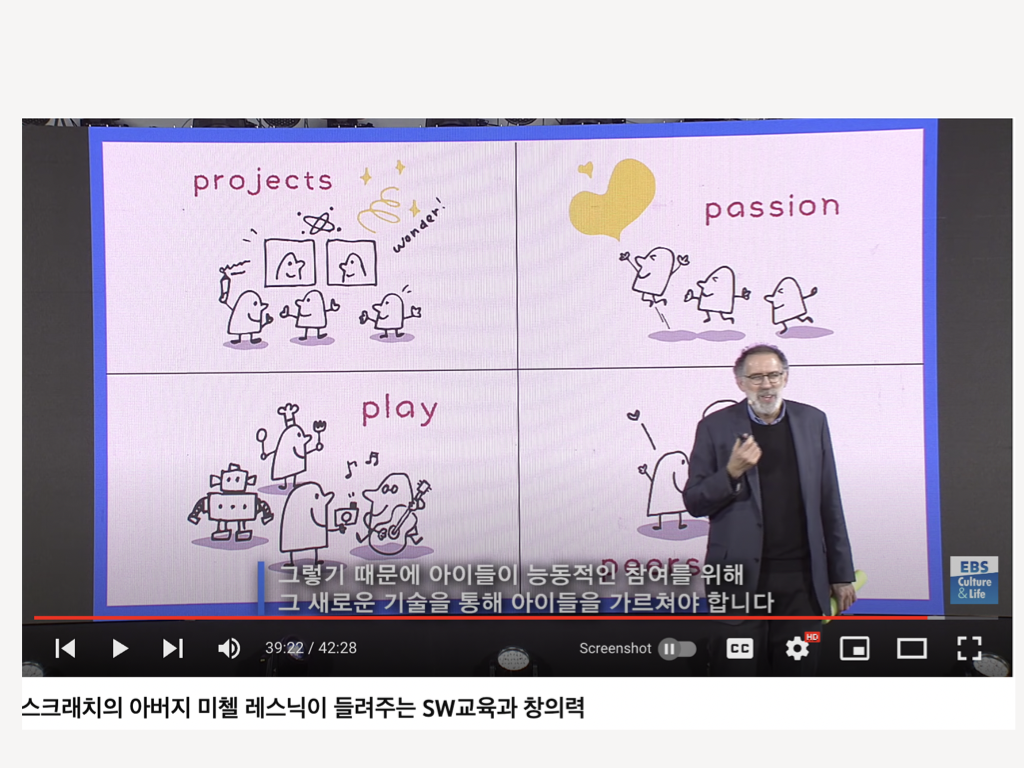 projects
wonder!
passion
play
peers
그렇기 때문에 아이들이 능동적인 참여를 위해
그 새로운 기술을 통해 아이들을 가르쳐야 합니다
EBS
Culture
& Life
39:22 / 42:28
Screenshot
CC
HD
스크래치의 아버지 미첼 레스닉이 들려주는 SW교육과 창의력